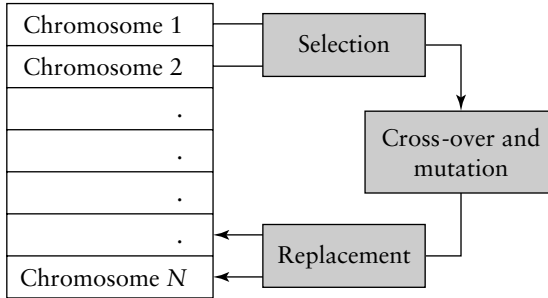 Chromosome 1
Chromosome 2
.
.
.
.
Chromosome N
Selection
Cross-over and
mutation
Replacement